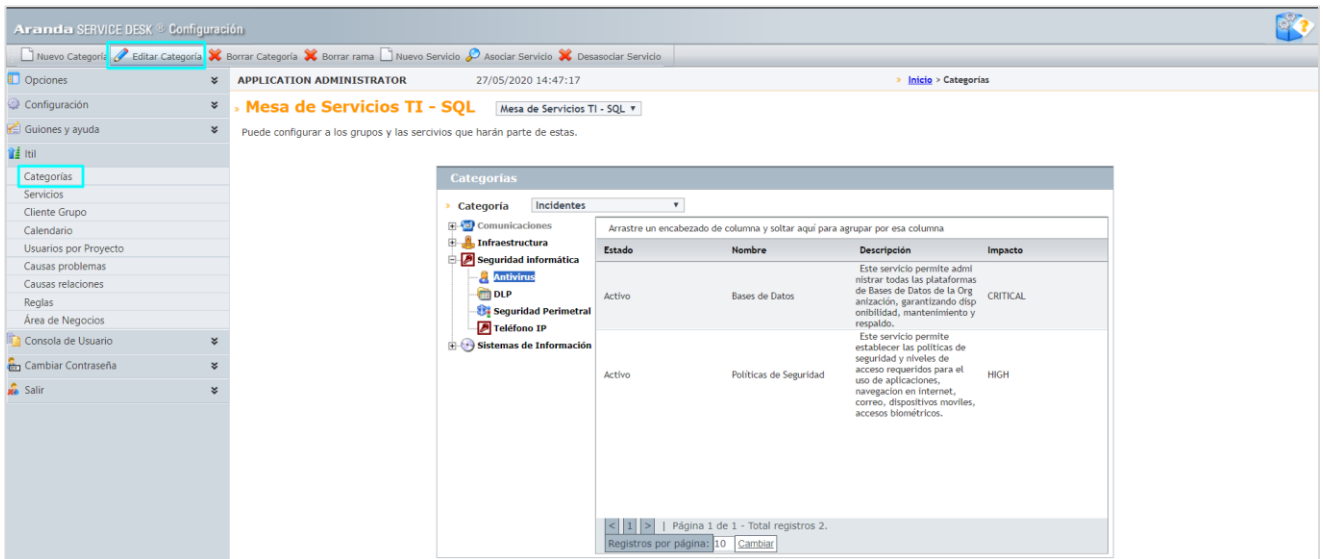 Aranda SERVICE DESK ® Configuración
Nuevo Categoría Editar Categoría Borrar Categoría Borrar rama Nuevo Servicio Asociar Servicio Desasociar Servicio
Opciones
Configuración
Guiones y ayuda
Itil
Categorías
Servicios
Cliente Grupo
Calendario
Usuarios por Proyecto
Causas problemas
Causas relaciones
Reglas
Área de Negocios
Consola de Usuario
Cambiar Contraseña
Salir
APPLICATION ADMINISTRATOR 27/05/2020 14:47:17 » Inicio > Categorías
» Mesa de Servicios TI - SQL Mesa de Servicios TI - SQL
Puede configurar a los grupos y las sercivios que harán parte de estas.
Categorías
» Categoría Incidentes
Comunicaciones
Infraestructura
Seguridad informática
Antivirus
DLP
Seguridad Perimetral
Teléfono IP
Sistemas de Información
Arrastre un encabezado de columna y soltar aquí para agrupar por esa columna
Estado Nombre Descripción Impacto
Activo Bases de Datos
Este servicio permite admi
nistrar todas las plataformas
de Bases de Datos de la Org
anización, garantizando disp
onibilidad, mantenimiento y
respaldo.
CRITICAL
Activo Políticas de Seguridad
Este servicio permite
establecer las políticas de
seguridad y niveles de
acceso requeridos para el
uso de aplicaciones,
navegacion en internet,
correo, dispositivos moviles,
accesos biométricos.
HIGH
< 1 > | Página 1 de 1 - Total registros 2.
Registros por página: 10 Cambiar